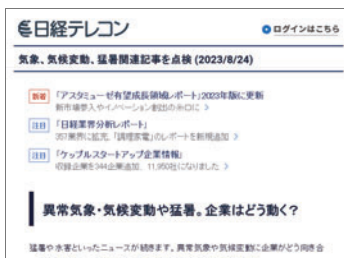 日経テレコン
ログインはこちら
気象、気候変動、猛暑関連記事を点検 (2023/8/24)
新着 「アスタミューゼ有望成長領域レポート」2023年版に更新
新市場参入やイノベーション創出の糸口に >
注目 「日経業界分析レポート」
357業界に拡充、「調理家電」のレポートを新規追加 >
注目 「ケップルスタートアップ企業情報」
収録企業を344企業追加、11,950社になりました >
異常気象・気候変動や猛暑。企業はどう動く?
猛暑や水害といったニュースが続きます。異常気象や気候変動に企業がどう向き合